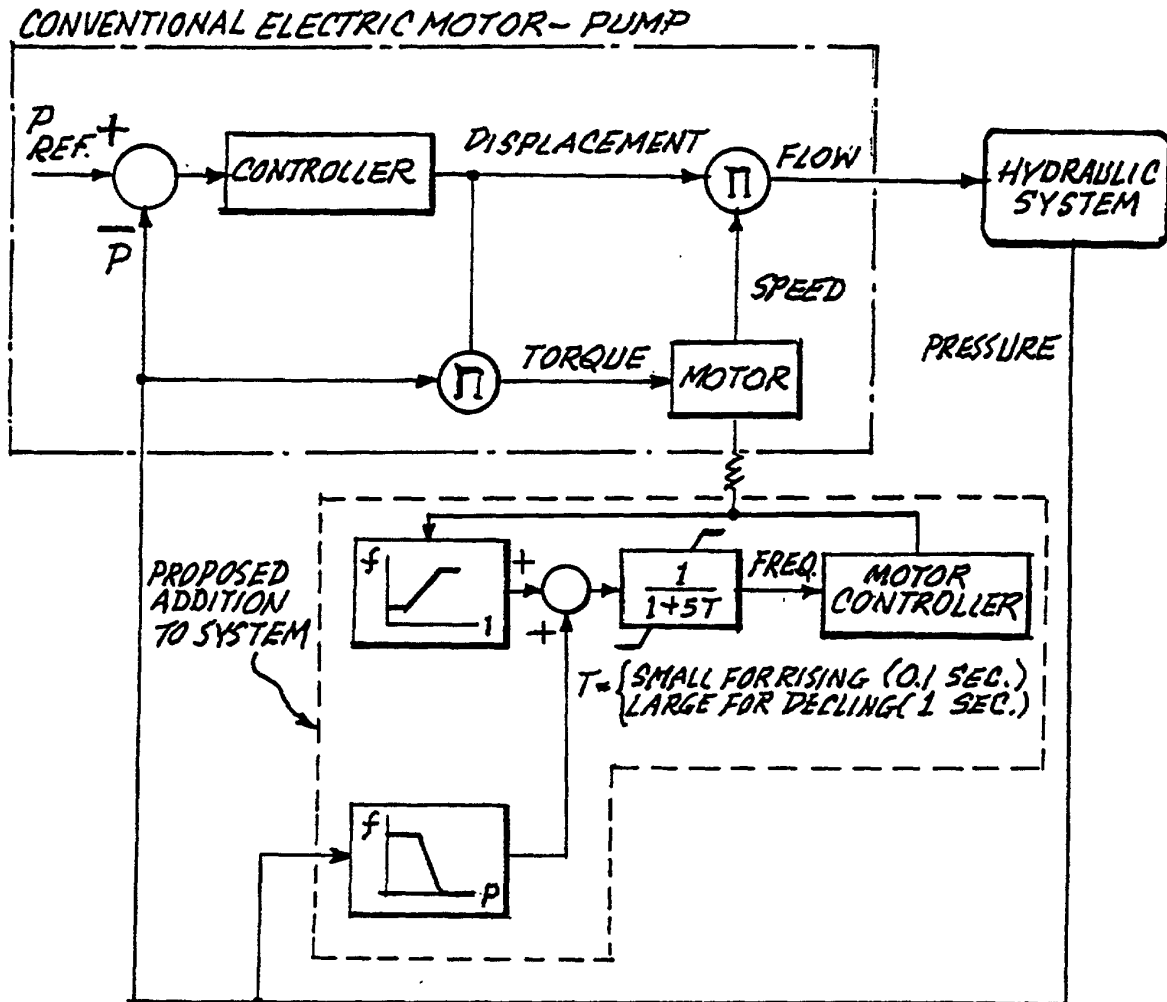 CONVENTIONAL ELECTRIC MOTOR- PUMP
P
REF.
+
CONTROLLER
DISPLACEMENT
Π
FLOW
HYDRAULIC
SYSTEM
—
P
SPEED
PRESSURE
Π
TORQUE
MOTOR
PROPOSED
ADDITION
TO SYSTEM
f
I
+
+
1
1+ST
FREQ.
MOTOR
CONTROLLER
T= { SMALL FOR RISING (0.1 SEC.)
LARGE FOR DECLING (1 SEC.)
f
P